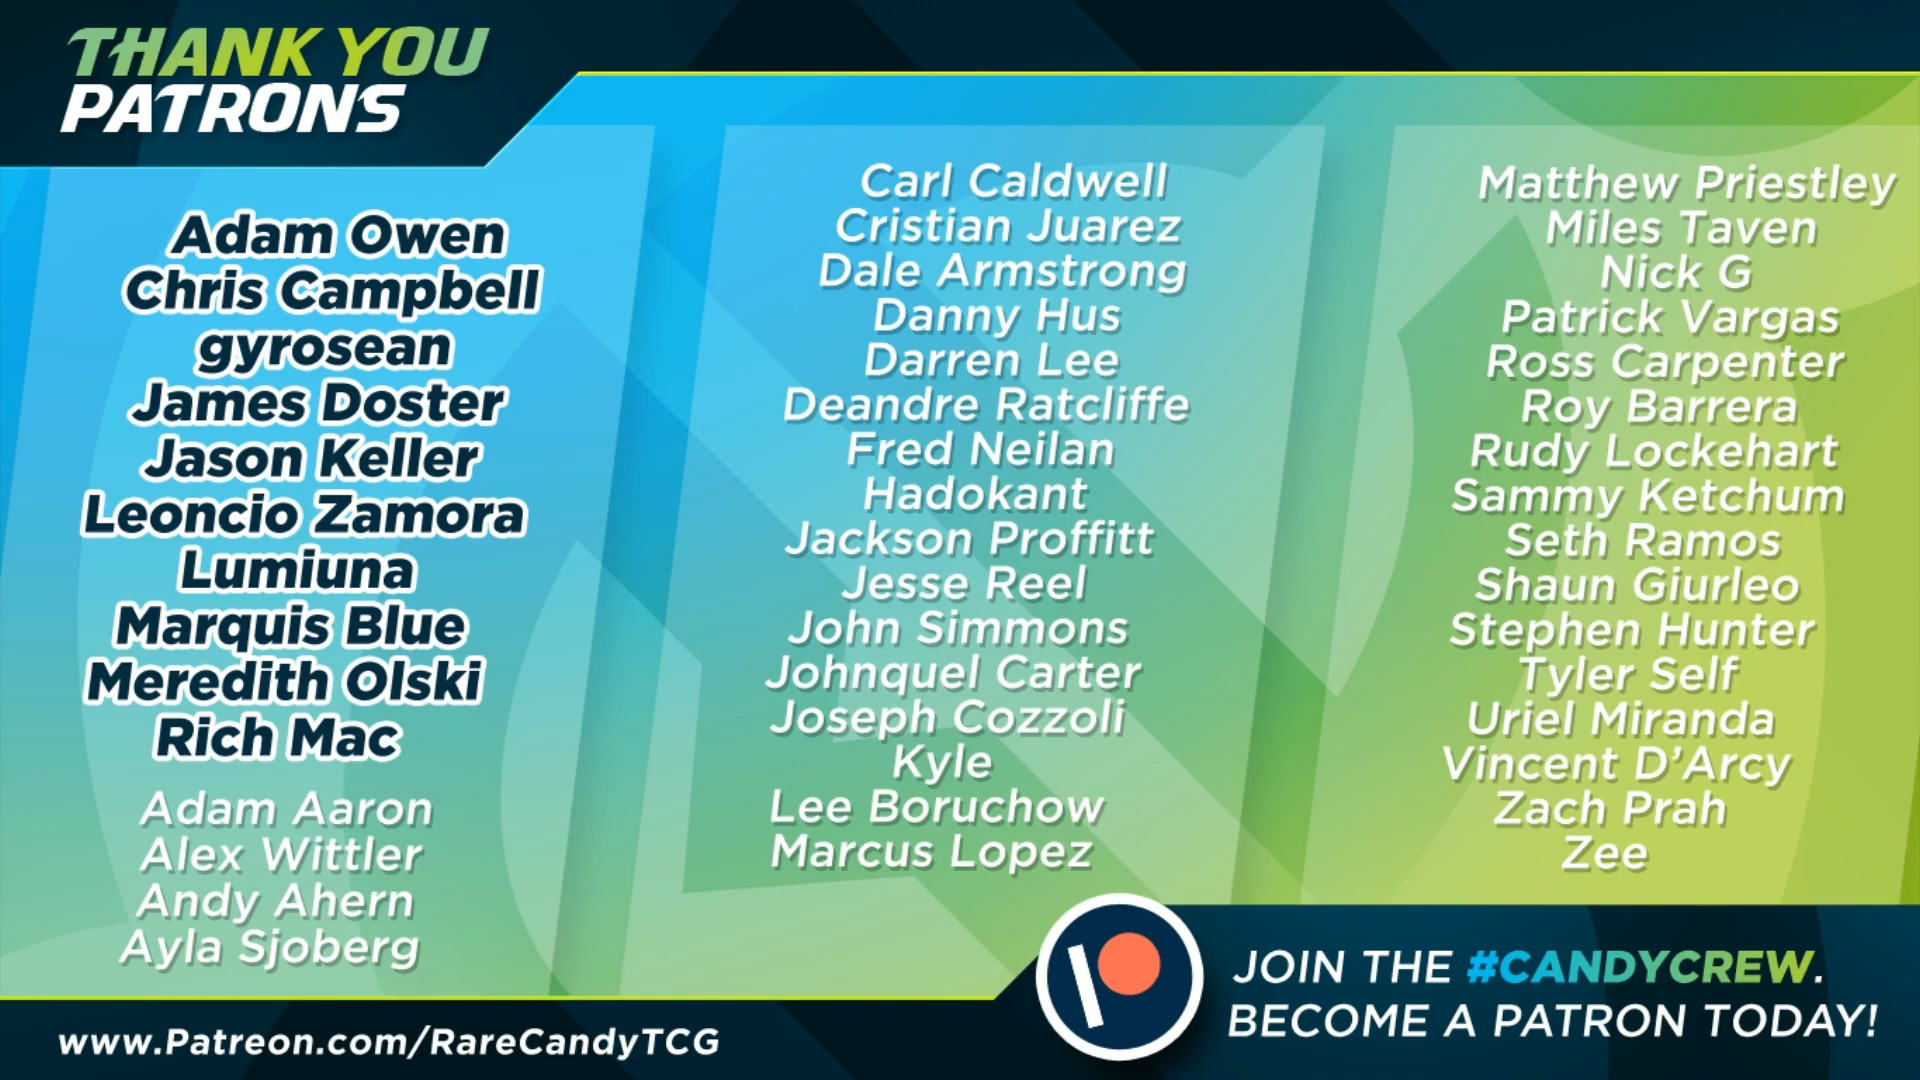 THANK YOU
PATRONS
Adam Owen
Chris Campbell
gyrosean
James Doster
Jason Keller
Leoncio Zamora
Lumiuna
Marquis Blue
Meredith Olski
Rich Mac
Adam Aaron
Alex Wittler
Andy Ahern
Ayla Sjoberg
Carl Caldwell
Cristian Juarez
Dale Armstrong
Danny Hus
Darren Lee
Deandre Ratcliffe
Fred Neilan
Hadokant
Jackson Proffitt
Jesse Reel
John Simmons
Johnquel Carter
Joseph Cozzoli
Kyle
Lee Boruchow
Marcus Lopez
Matthew Priestley
Miles Taven
Nick G
Patrick Vargas
Ross Carpenter
Roy Barrera
Rudy Lockehart
Sammy Ketchum
Seth Ramos
Shaun Giurleo
Stephen Hunter
Tyler Self
Uriel Miranda
Vincent D’Arcy
Zach Prah
Zee
www.Patreon.com/RareCandyTCG
JOIN THE #CANDYCREW.
BECOME A PATRON TODAY!